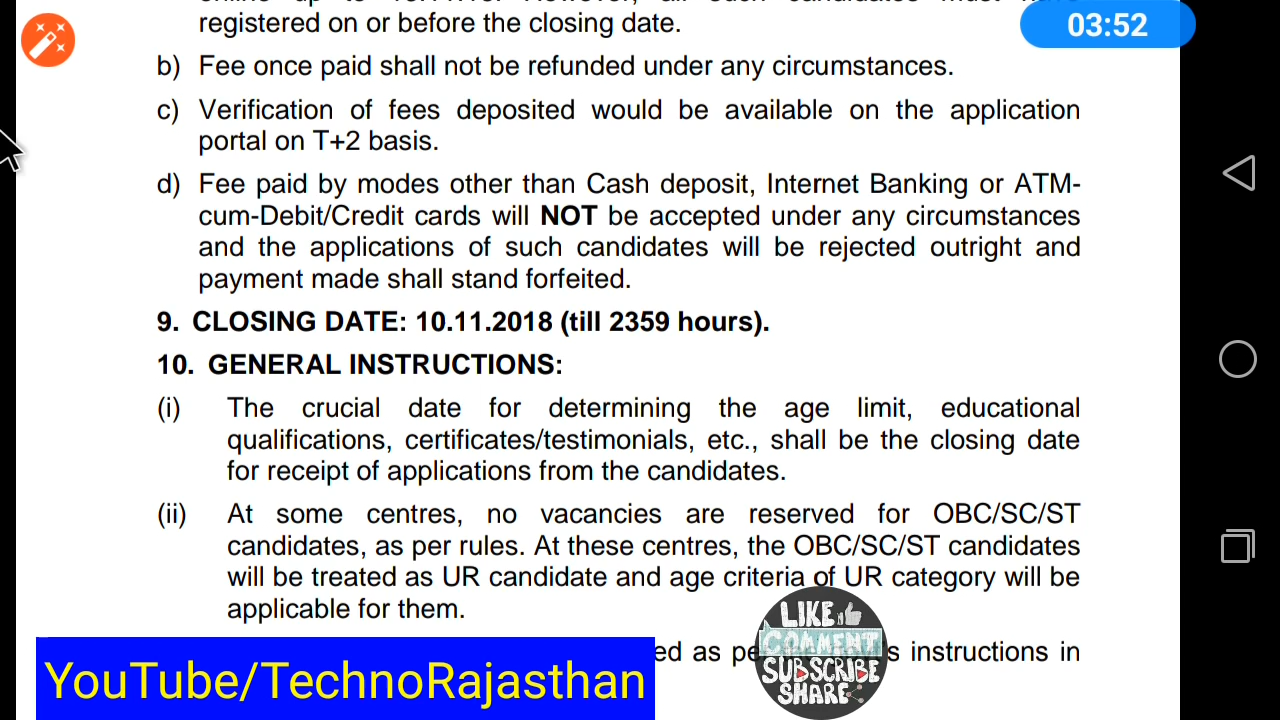 registered on or before the closing date.
03:52
b) Fee once paid shall not be refunded under any circumstances.
c) Verification of fees deposited would be available on the application
portal on T+2 basis.
d) Fee paid by modes other than Cash deposit, Internet Banking or ATM-
cum-Debit/Credit cards will NOT be accepted under any circumstances
and the applications of such candidates will be rejected outright and
payment made shall stand forfeited.
9. CLOSING DATE: 10.11.2018 (till 2359 hours).
10. GENERAL INSTRUCTIONS:
(i) The crucial date for determining the age limit, educational
qualifications, certificates/testimonials, etc., shall be the closing date
for receipt of applications from the candidates.
(ii) At some centres, no vacancies are reserved for OBC/SC/ST
candidates, as per rules. At these centres, the OBC/SC/ST candidates
will be treated as UR candidate and age criteria of UR category will be
applicable for them.
as instructions in
YouTube/TechnoRajasthan
LIKE
COMMENT
SUBSCRIBE
SHARE